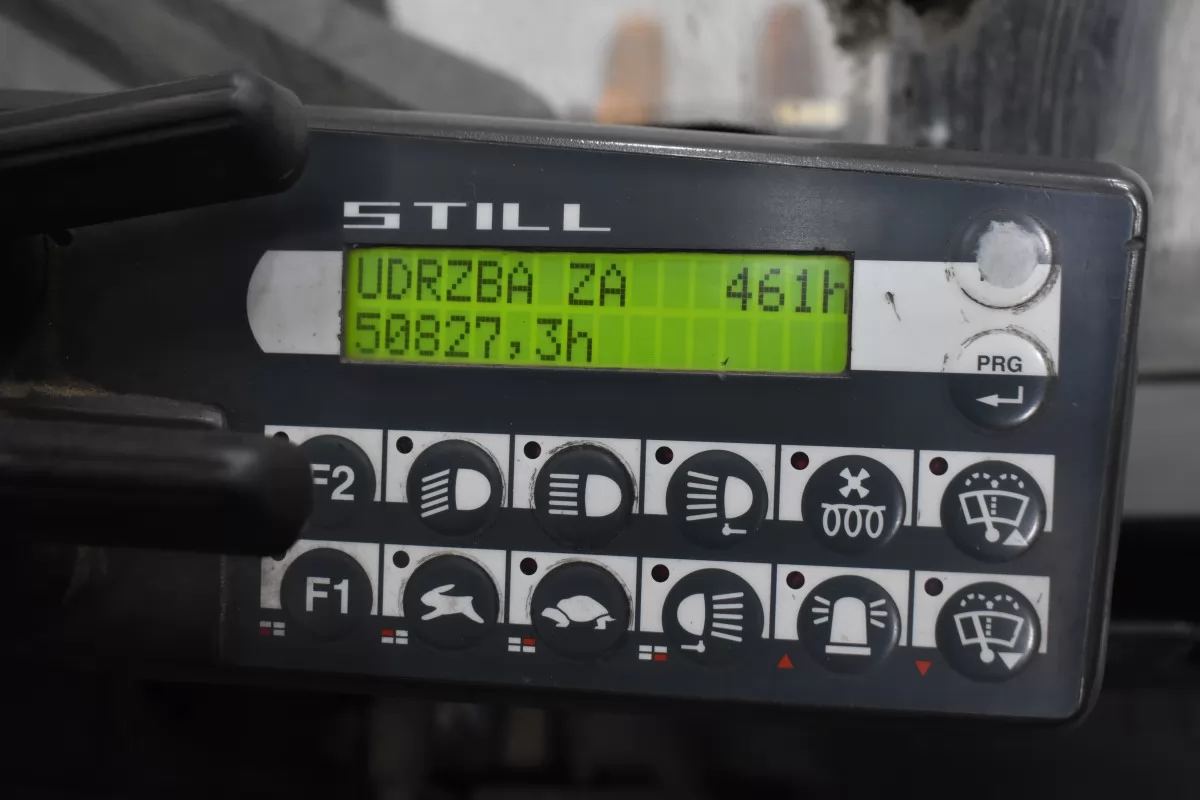 STILL
UDRZBA ZA 461h
50827,3h
PRG
F2
F1